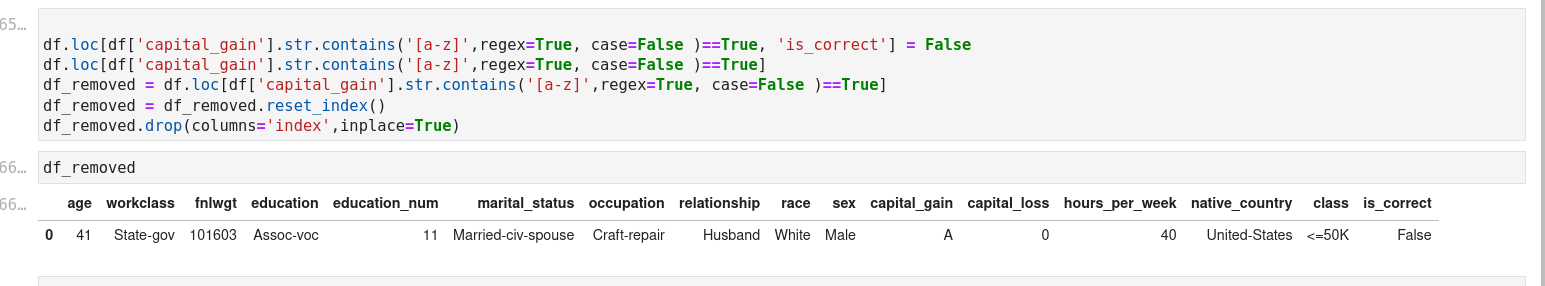 65…
df.loc[df['capital_gain'].str.contains('[a-z]',regex=True, case=False )==True, 'is_correct'] = False
df.loc[df['capital_gain'].str.contains('[a-z]',regex=True, case=False )==True]
df_removed = df.loc[df['capital_gain'].str.contains('[a-z]',regex=True, case=False )==True]
df_removed = df_removed.reset_index()
df_removed.drop(columns='index',inplace=True)
66…
df_removed
66…
age workclass fnlwgt education education_num marital_status occupation relationship race sex capital_gain capital_loss hours_per_week native_country class is_correct
0 41 State-gov 101603 Assoc-voc 11 Married-civ-spouse Craft-repair Husband White Male A 0 40 United-States <=50K False